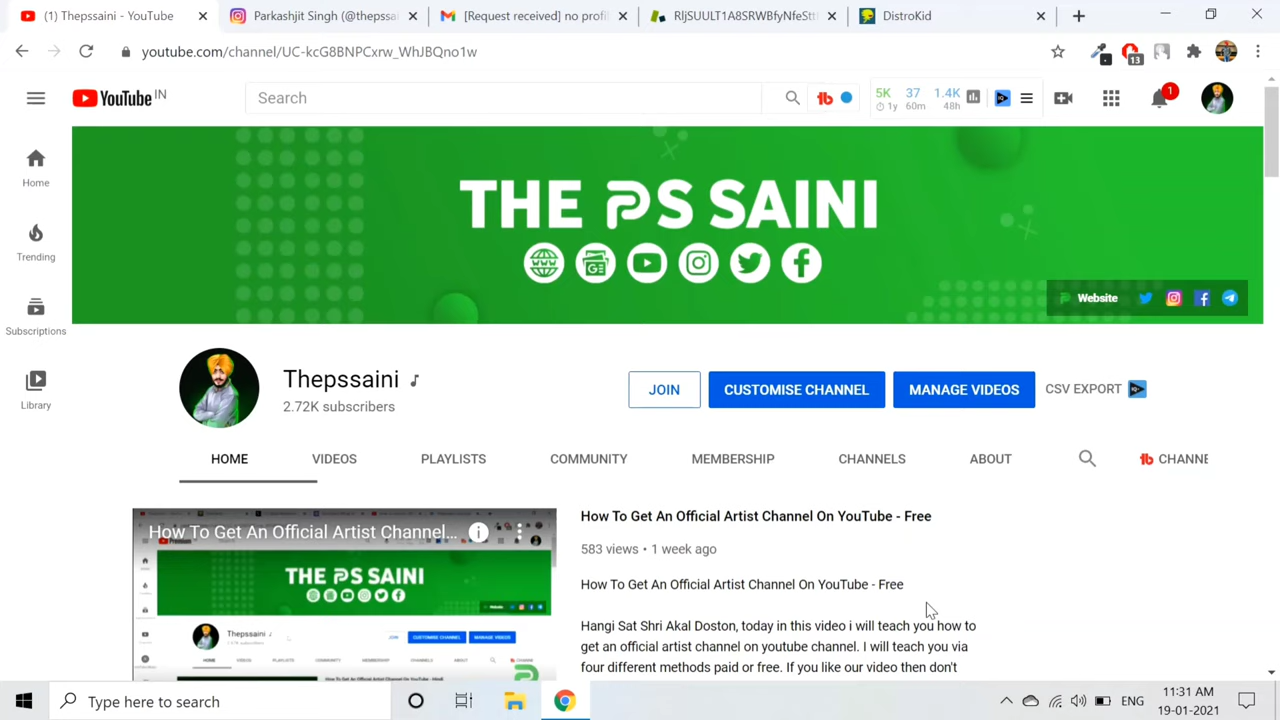 (1) Thepssaini - YouTube
Parkashjit Singh (@thepssai
[Request received] no profi
RljSUULT1A8SRWBfyNfeStt
DistroKid
youtube.com/channel/UC-kcG8BNPCxrw_WhJBQno1w
13
YouTube IN
Search
5K 37 1.4K
1y 60m 48h
1
Home
Trending
Subscriptions
Library
THE PS SAINI
WWW
GE
Website
Thepssaini
2.72K subscribers
JOIN
CUSTOMISE CHANNEL
MANAGE VIDEOS
CSV EXPORT
HOME
VIDEOS
PLAYLISTS
COMMUNITY
MEMBERSHIP
CHANNELS
ABOUT
CHANNE
How To Get An Official Artist Channel...
THE PS SAINI
Thepssaini
JOIN
CUSTOMISE CHANNEL
MANAGE VIDEOS
How To Get An Official Artist Channel On YouTube - Free
583 views • 1 week ago
How To Get An Official Artist Channel On YouTube - Free
Hangi Sat Shri Akal Doston, today in this video i will teach you how to
get an official artist channel on youtube channel. I will teach you via
four different methods paid or free. If you like our video then don't
Type here to search
ENG
11:31 AM
19-01-2021